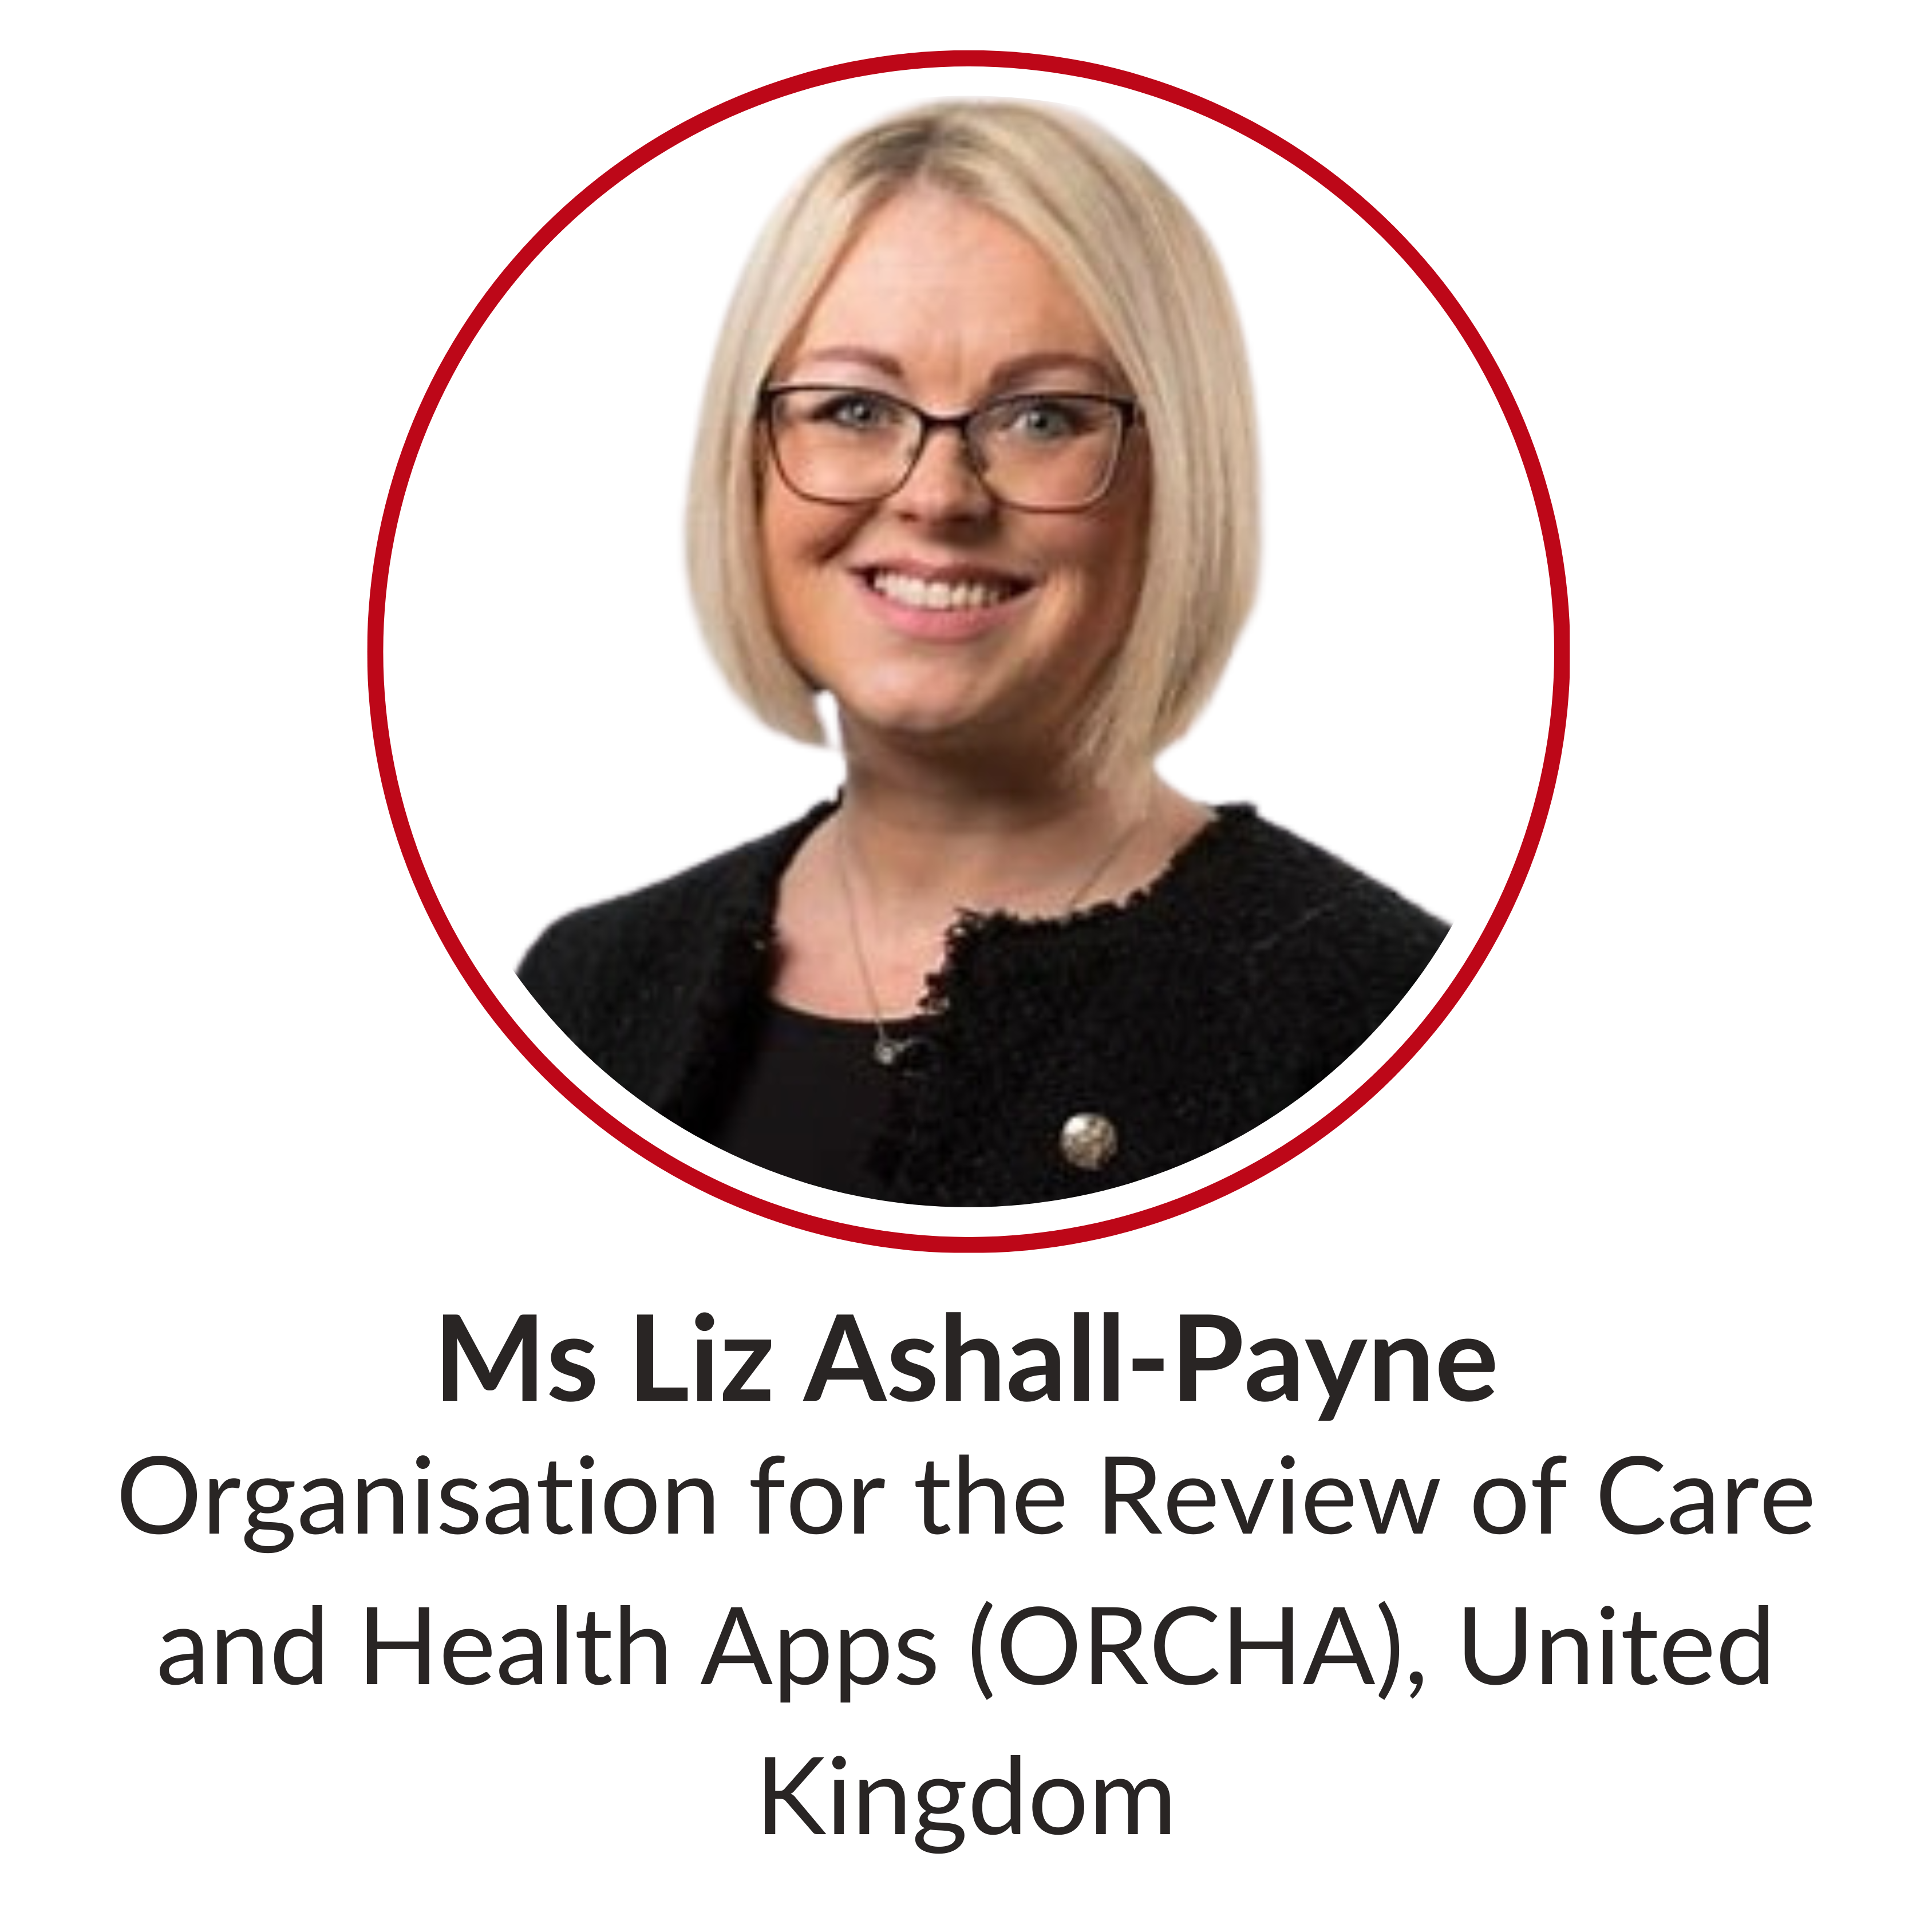 Ms Liz Ashall-Payne
Organisation for the Review of Care
and Health Apps (ORCHA), United
Kingdom